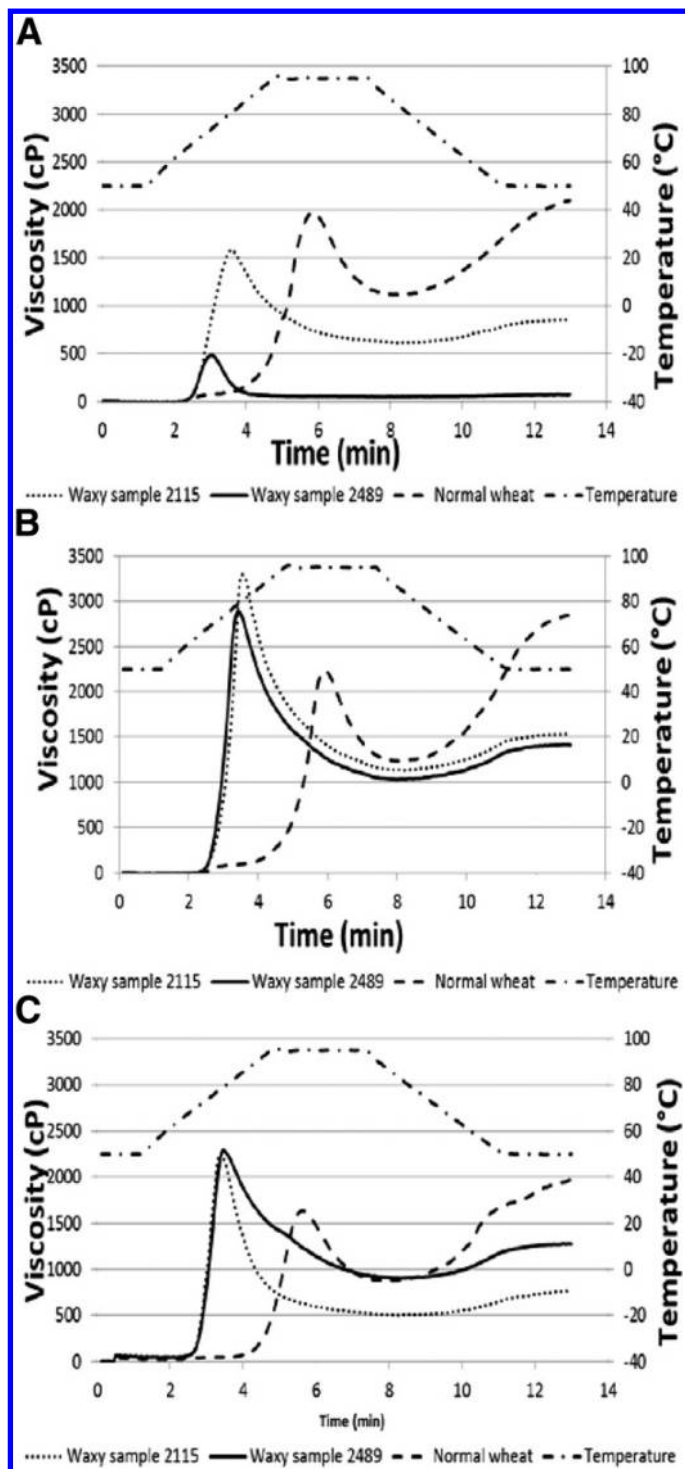 A
3500 100
3000 80
2500 60
2000 40
1500 20
1000 0
500 -20
0 -40
Viscosity (cP)
Temperature (°C)
0 2 4 6 8 10 12 14
Time (min)
Waxy sample 2115 Waxy sample 2489 Normal wheat Temperature
B
3500 100
3000 80
2500 60
2000 40
1500 20
1000 0
500 -20
0 -40
Viscosity (cP)
Temperature (°C)
0 2 4 6 8 10 12 14
Time (min)
Waxy sample 2115 Waxy sample 2489 Normal wheat Temperature
C
3500 100
3000 80
2500 60
2000 40
1500 20
1000 0
500 -20
0 -40
Viscosity (cP)
Temperature (°C)
0 2 4 6 8 10 12 14
Time (min)
Waxy sample 2115 Waxy sample 2489 Normal wheat Temperature